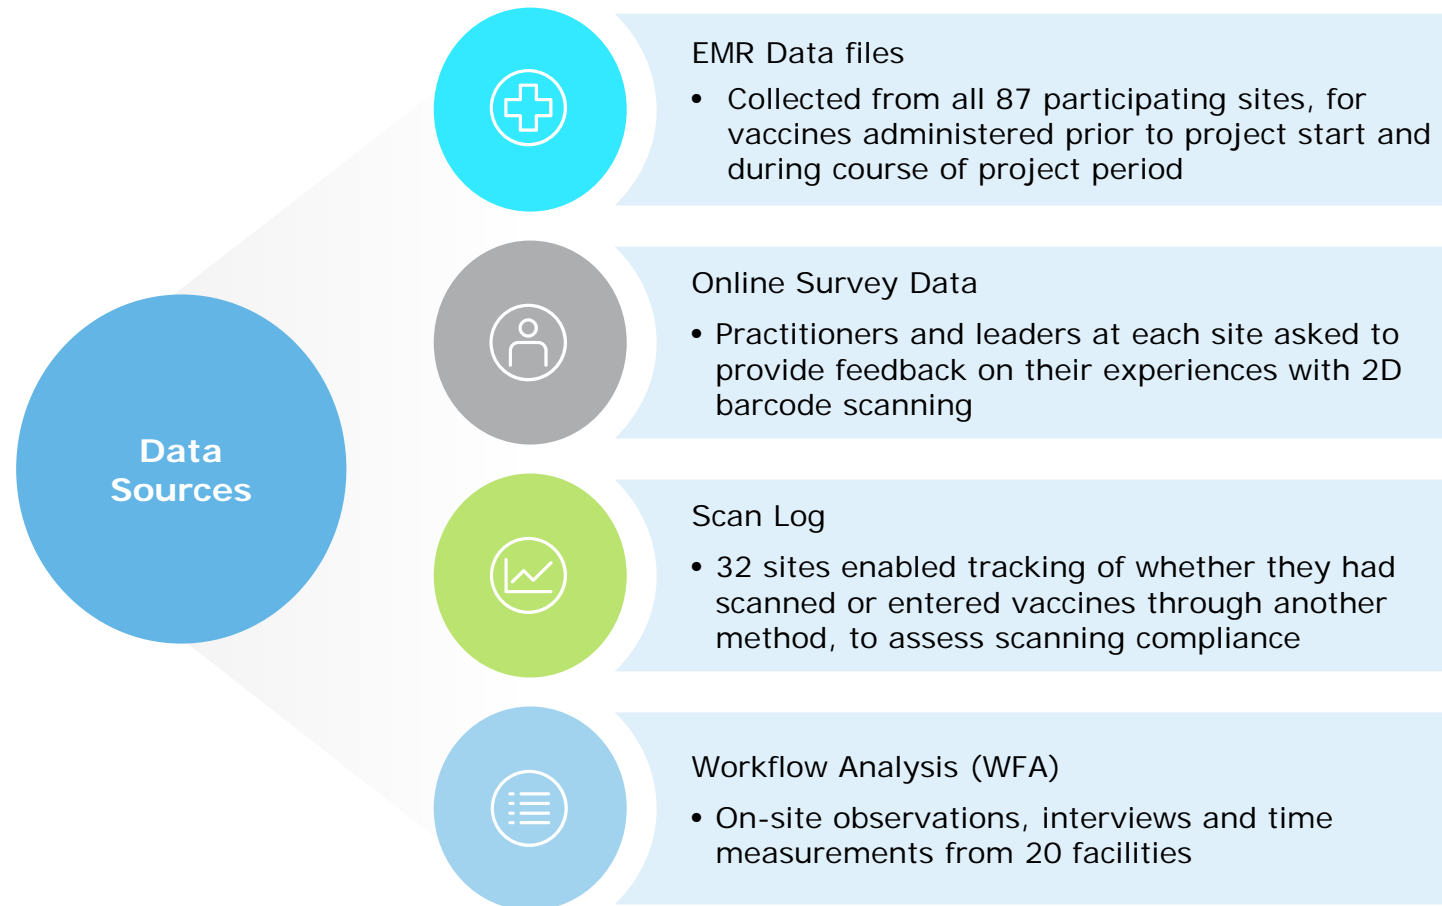 Data
Sources
EMR Data files
• Collected from all 87 participating sites, for
vaccines administered prior to project start and
during course of project period
Online Survey Data
• Practitioners and leaders at each site asked to
provide feedback on their experiences with 2D
barcode scanning
Scan Log
• 32 sites enabled tracking of whether they had
scanned or entered vaccines through another
method, to assess scanning compliance
Workflow Analysis (WFA)
• On-site observations, interviews and time
measurements from 20 facilities